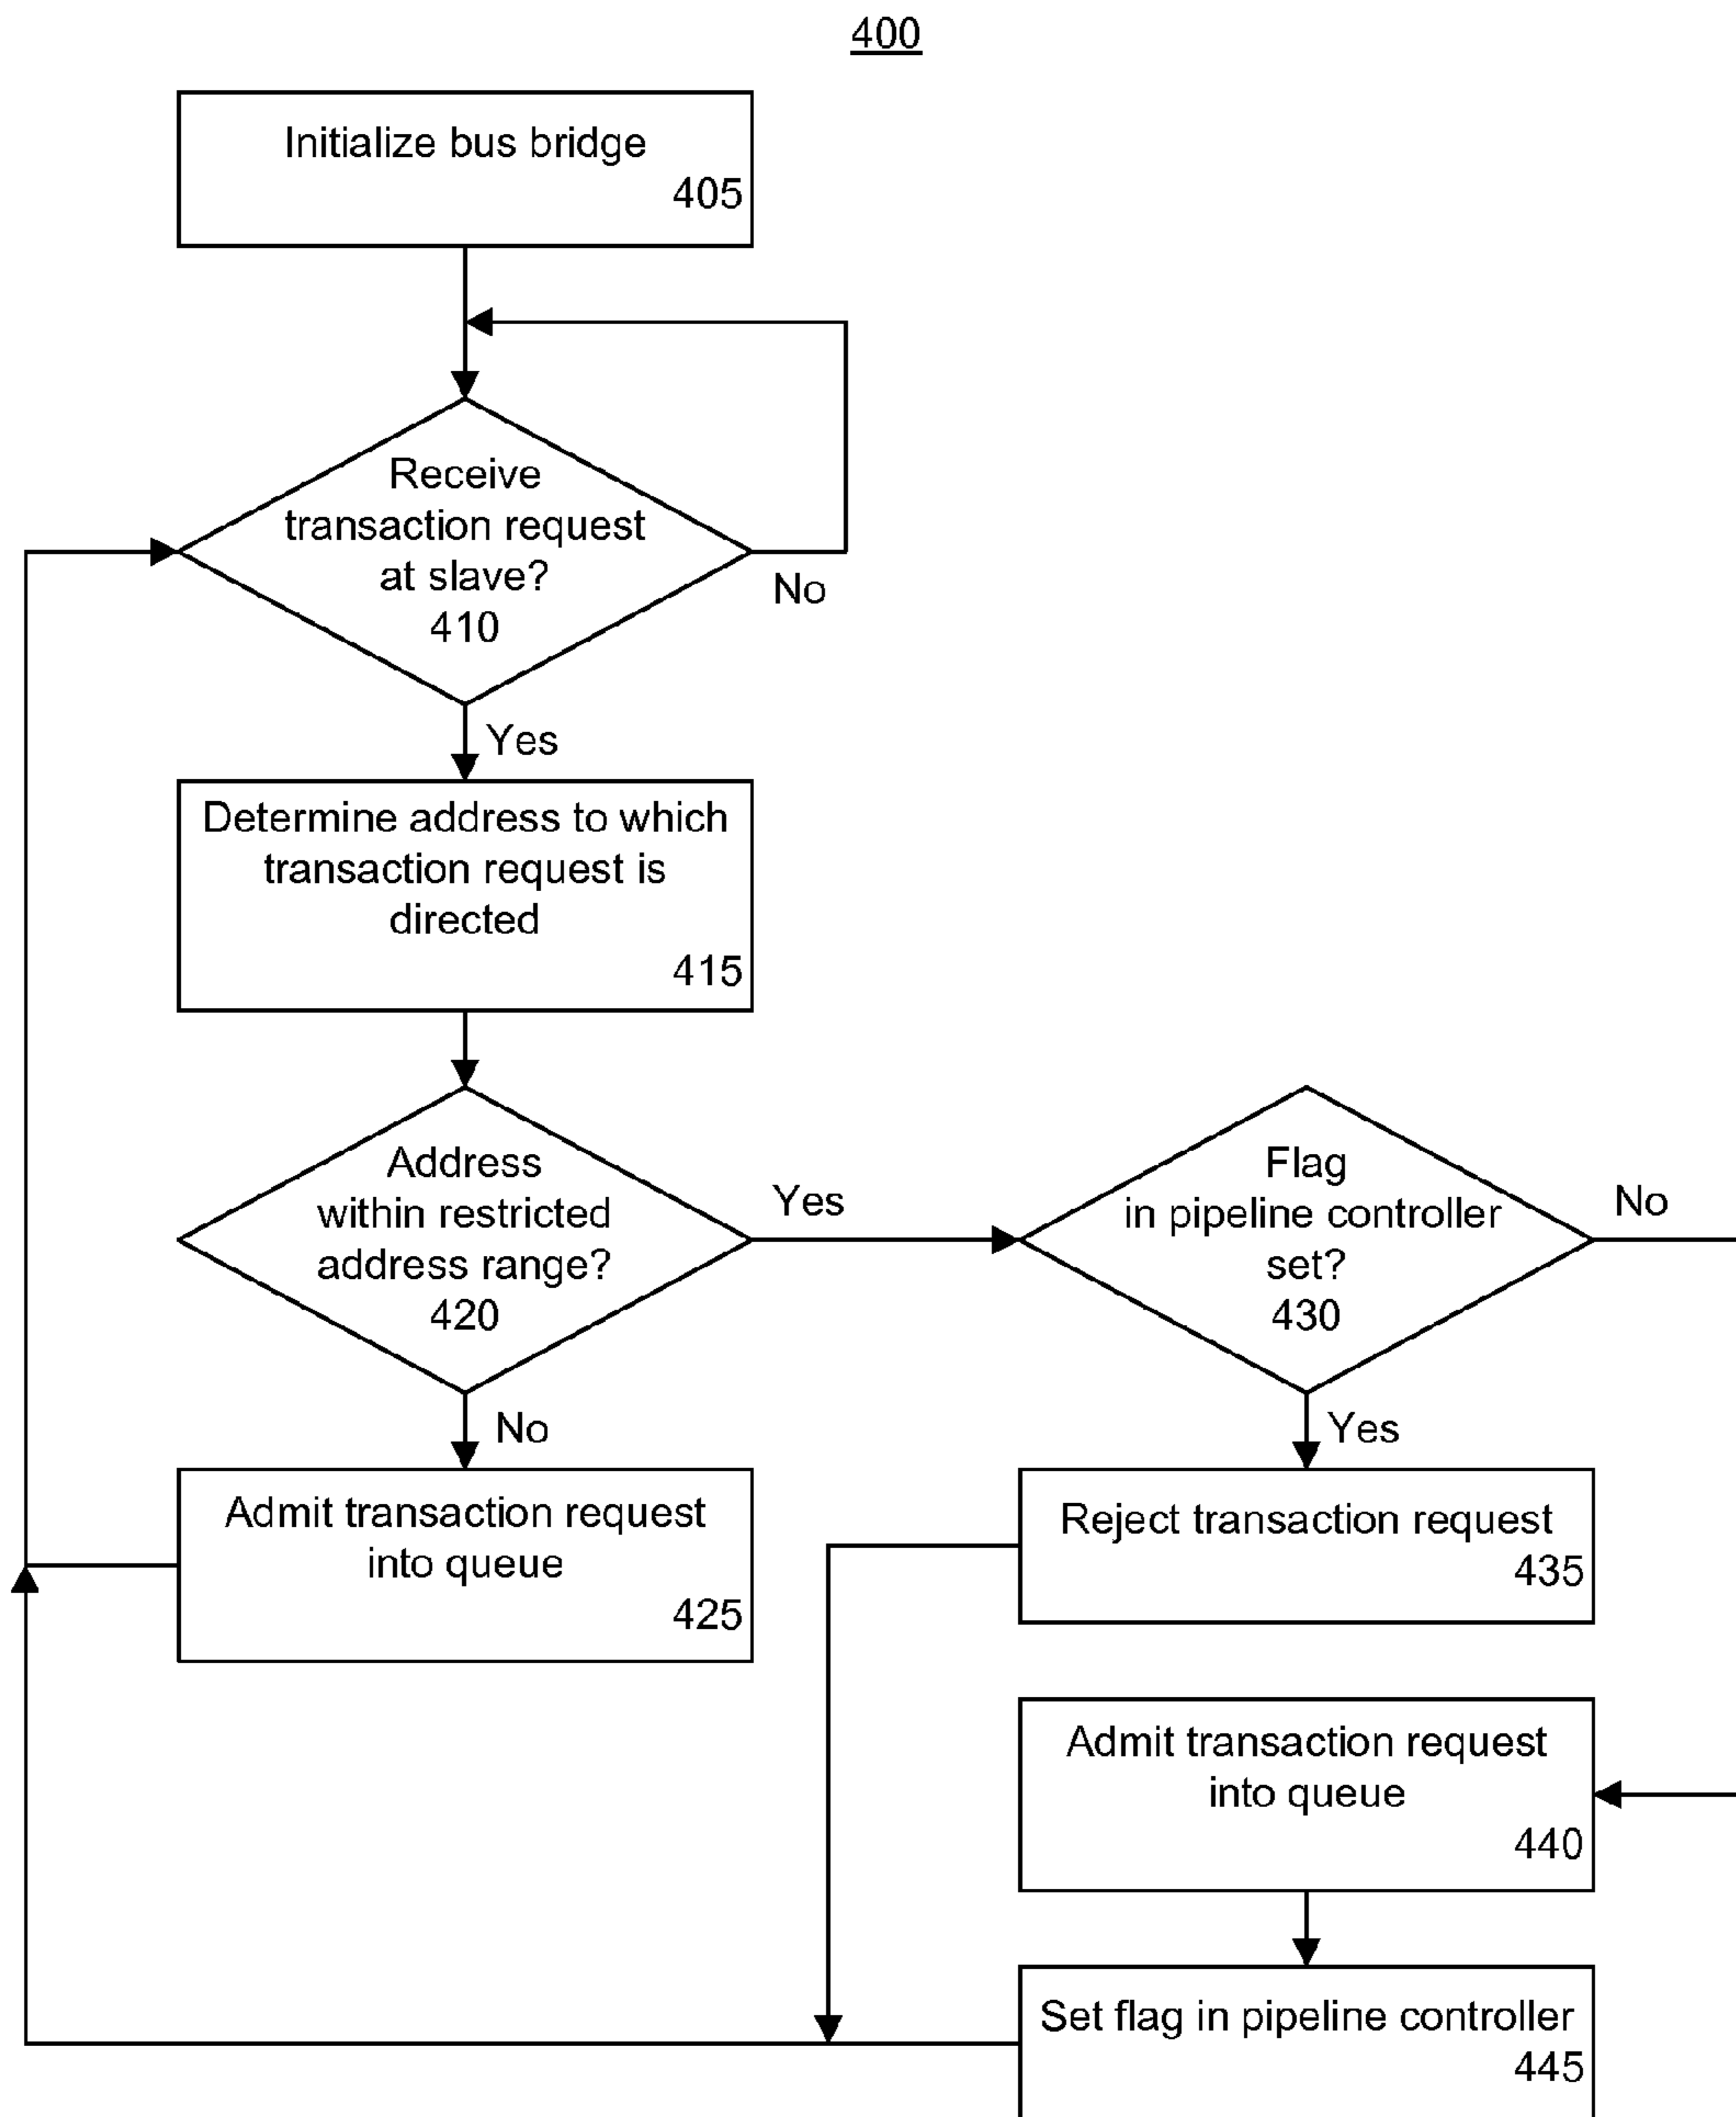 400
Initialize bus bridge
405
Receive
transaction request
at slave?
410
No
Yes
Determine address to which
transaction request is
directed
415
Address
within restricted
address range?
420
Yes
No
Flag
in pipeline controller
set?
430
No
Yes
Admit transaction request
into queue
425
Reject transaction request
435
Admit transaction request
into queue
440
Set flag in pipeline controller
445